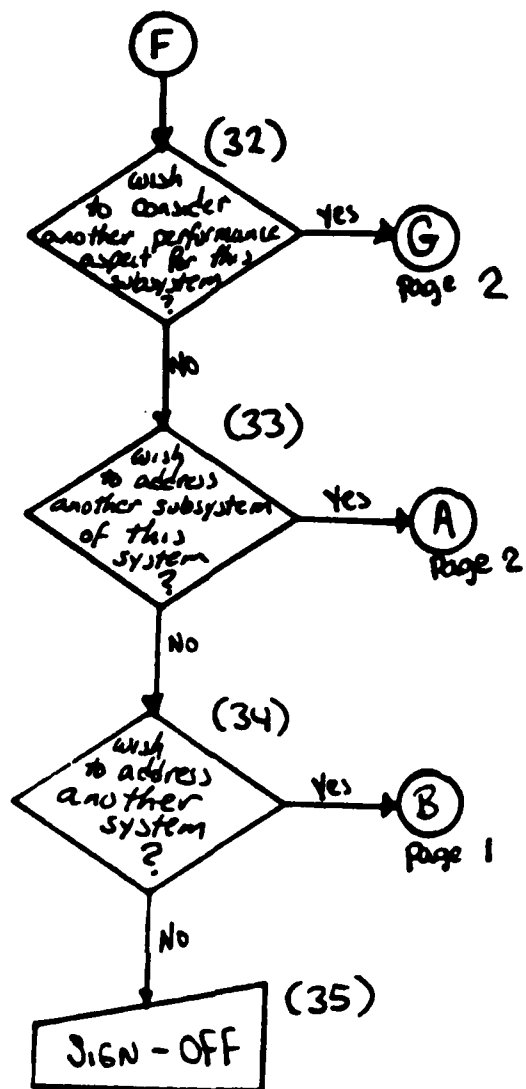 F
(32)
wish
to consider
another performance
aspect for this
subsystem
?
yes
G
page 2
NO
(33)
wish
to address
another subsystem
of this
system
?
yes
A
page 2
NO
(34)
wish
to address
another
system
?
yes
B
page 1
NO
(35)
SIGN - OFF